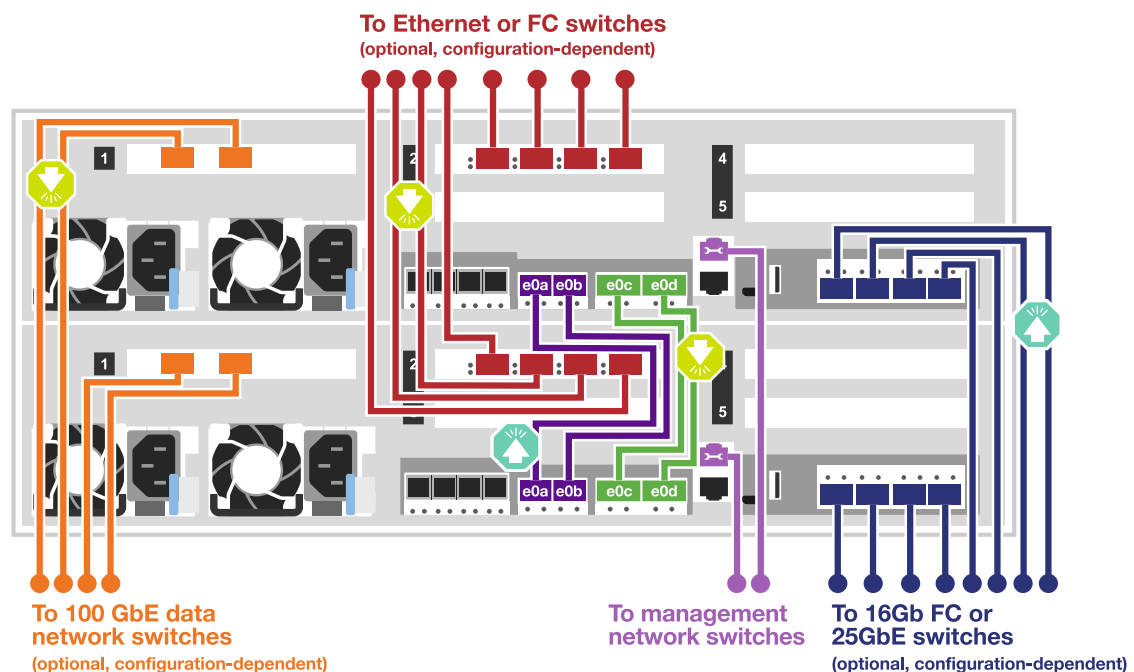 To Ethernet or FC switches
(optional, configuration-dependent)
1
2
4
5
e0a e0b e0c e0d
1
2
5
e0a e0b e0c e0d
To 100 GbE data
network switches
(optional, configuration-dependent)
To management
network switches
To 16Gb FC or
25GbE switches
(optional, configuration-dependent)